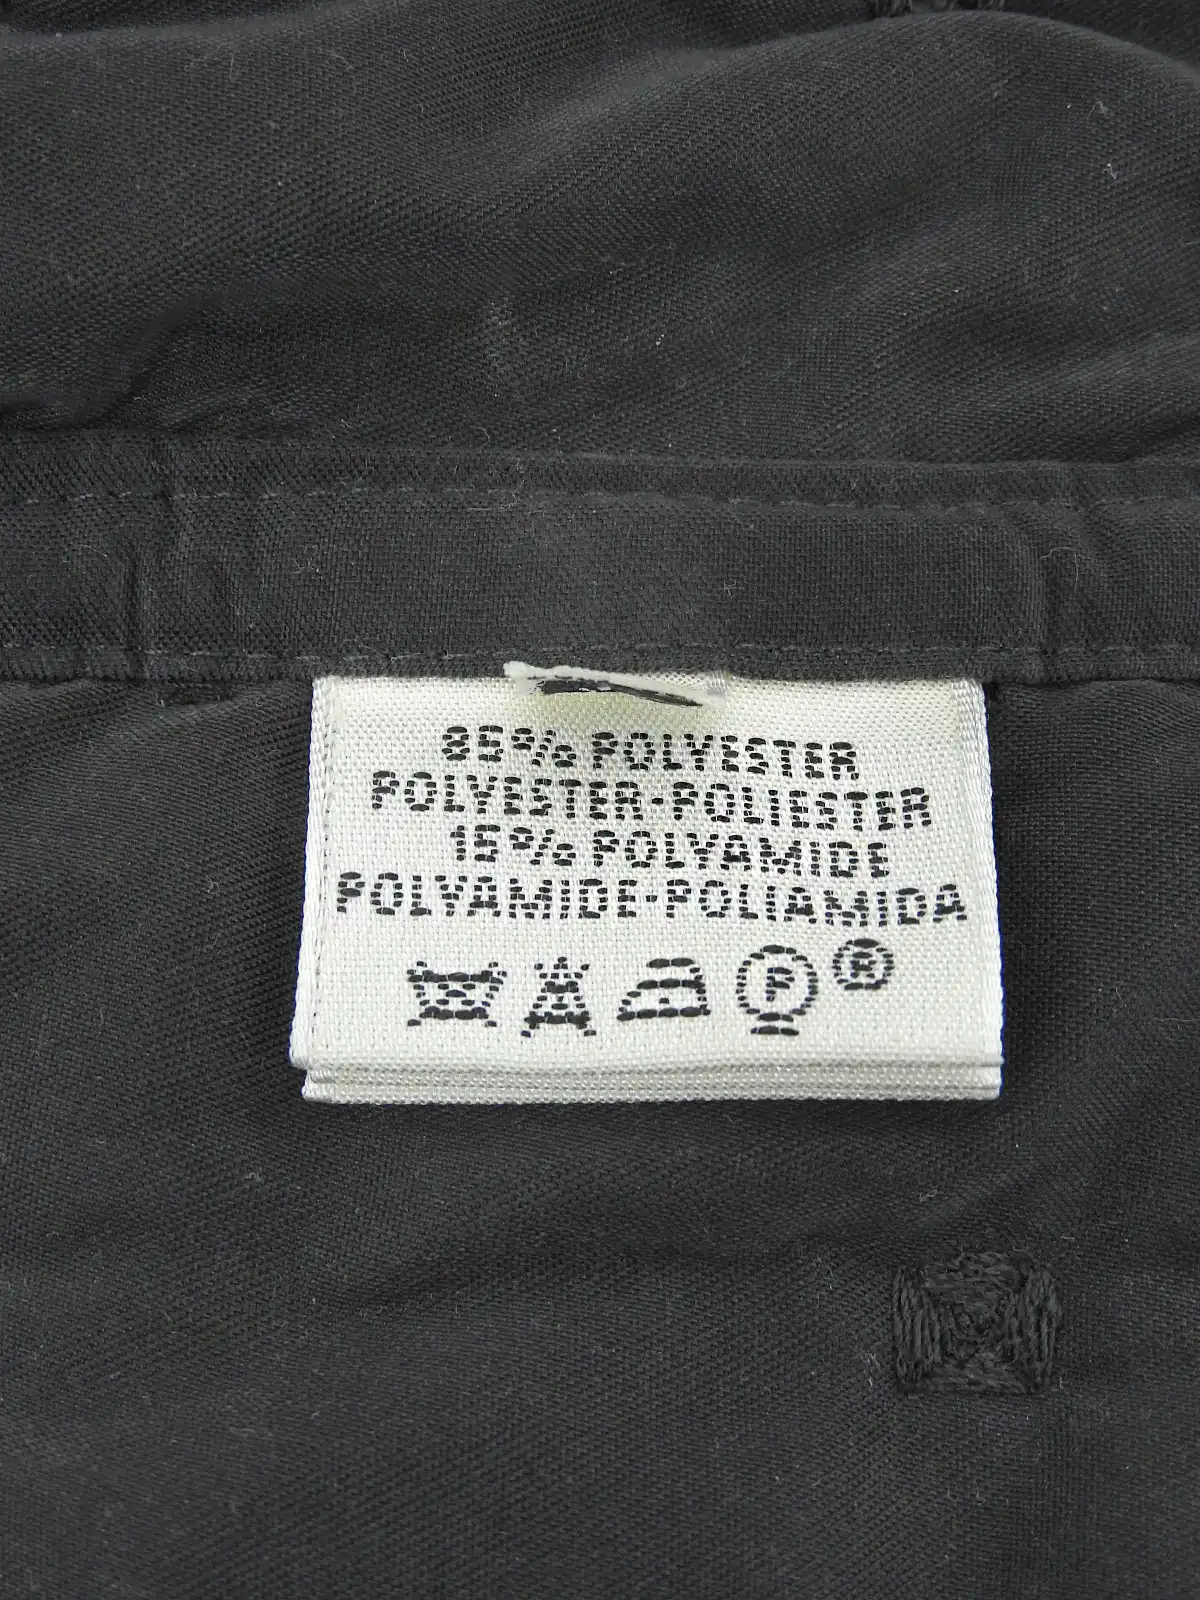 85% POLYESTER
POLYESTER-POLIESTER
15% POLYAMIDE
POLYAMIDE-POLIAMIDA
P ®